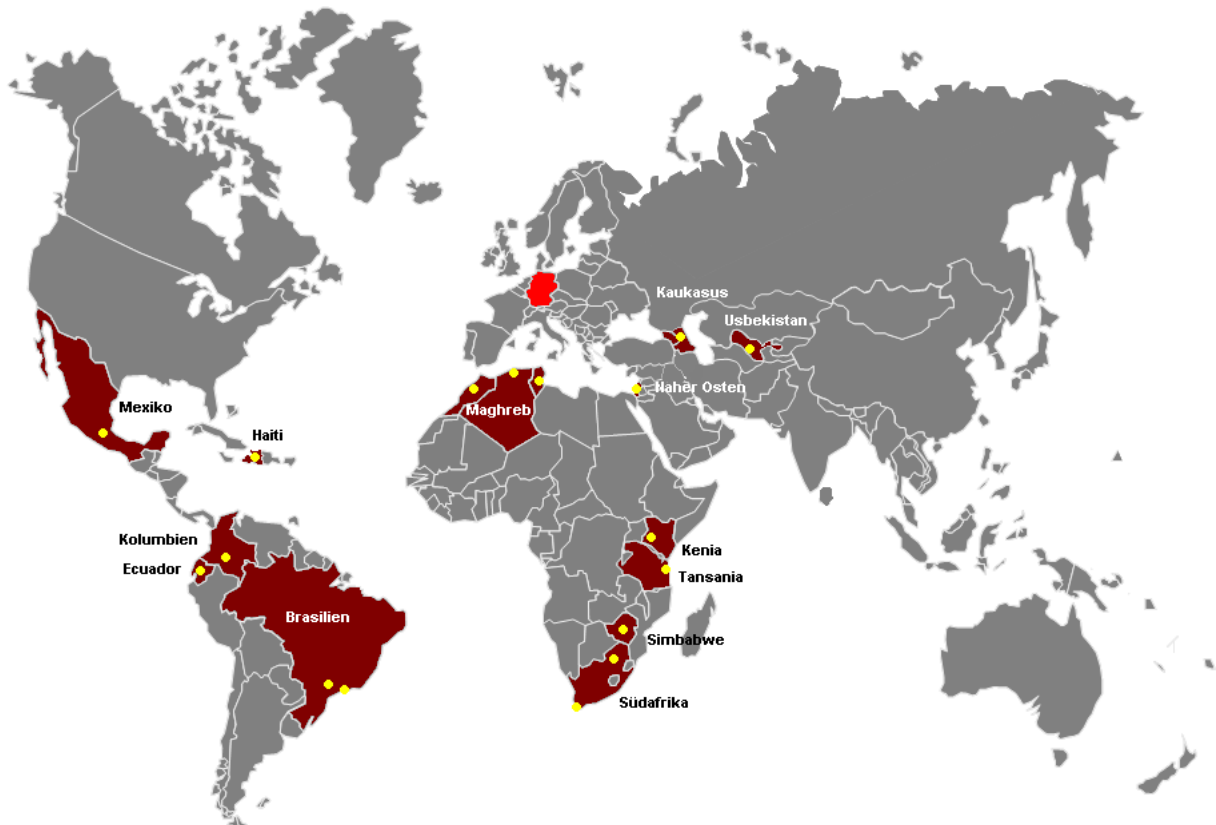 Kaukasus
Usbekistan
Naher Osten
Mexiko
Maghreb
Haiti
Kolumbien
Ecuador
Kenia
Tansania
Brasilien
Simbabwe
Südafrika